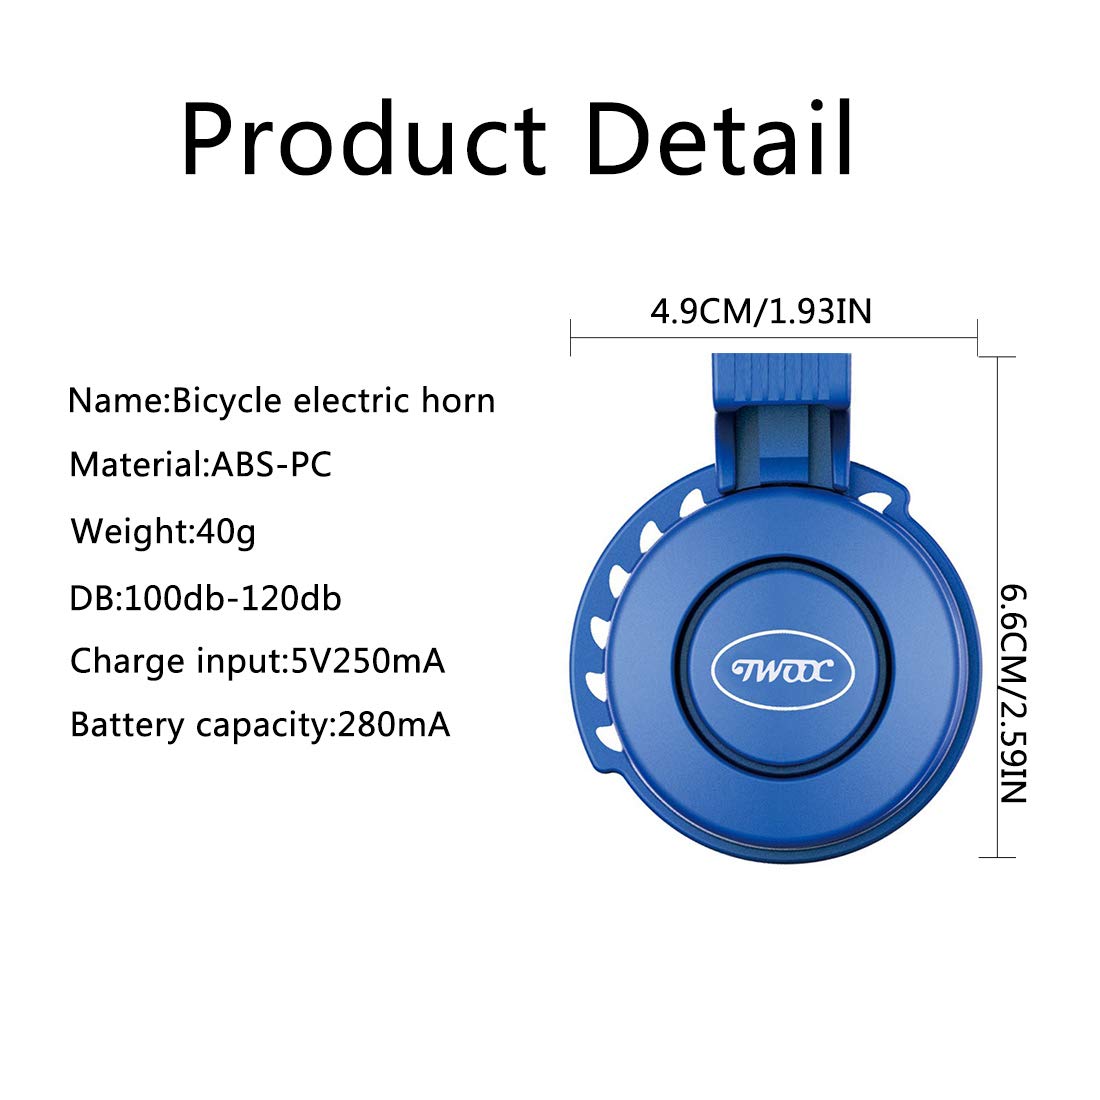 Product Detail
4.9CM/1.93IN
Name:Bicycle electric horn
Material:ABS-PC
Weight:40g
DB:100db-120db
Charge input:5V250mA
Battery capacity:280mA
TWOOC
6.6CM/2.59IN